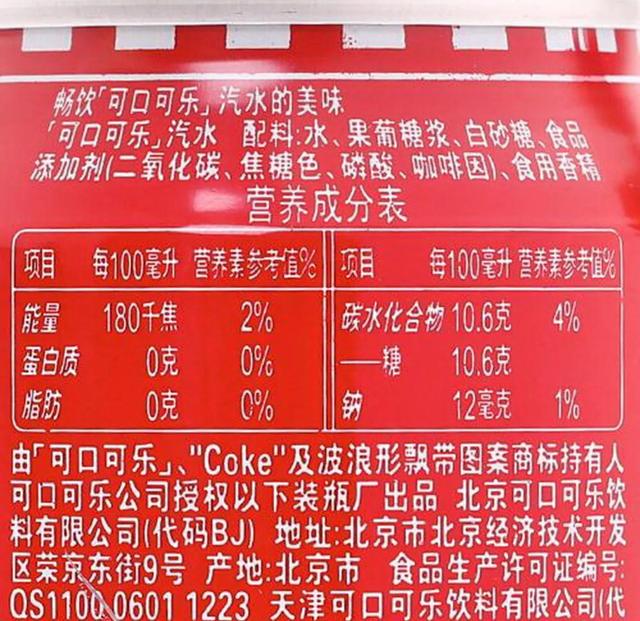 畅饮「可口可乐」汽水的美味
「可口可乐」汽水 配料:水、果葡糖浆、白砂糖、食品
添加剂(二氧化碳、焦糖色、磷酸、咖啡因)、食用香精
营养成分表
项目 每100毫升 营养素参考值% 项目 每100毫升 营养素参考值%
能量 180千焦 2% 碳水化合物 10.6克 4%
蛋白质 0克 0% ——糖 10.6克
脂肪 0克 0% 钠 12毫克 1%
由「可口可乐」、"Coke"及波浪形飘带图案商标持有人
可口可乐公司授权以下装瓶厂出品 北京可口可乐饮
料有限公司(代码BJ) 地址:北京市北京经济技术开发
区荣京东街9号 产地:北京市 食品生产许可证编号:
QS1100 0601 1223 天津可口可乐饮料有限公司(代